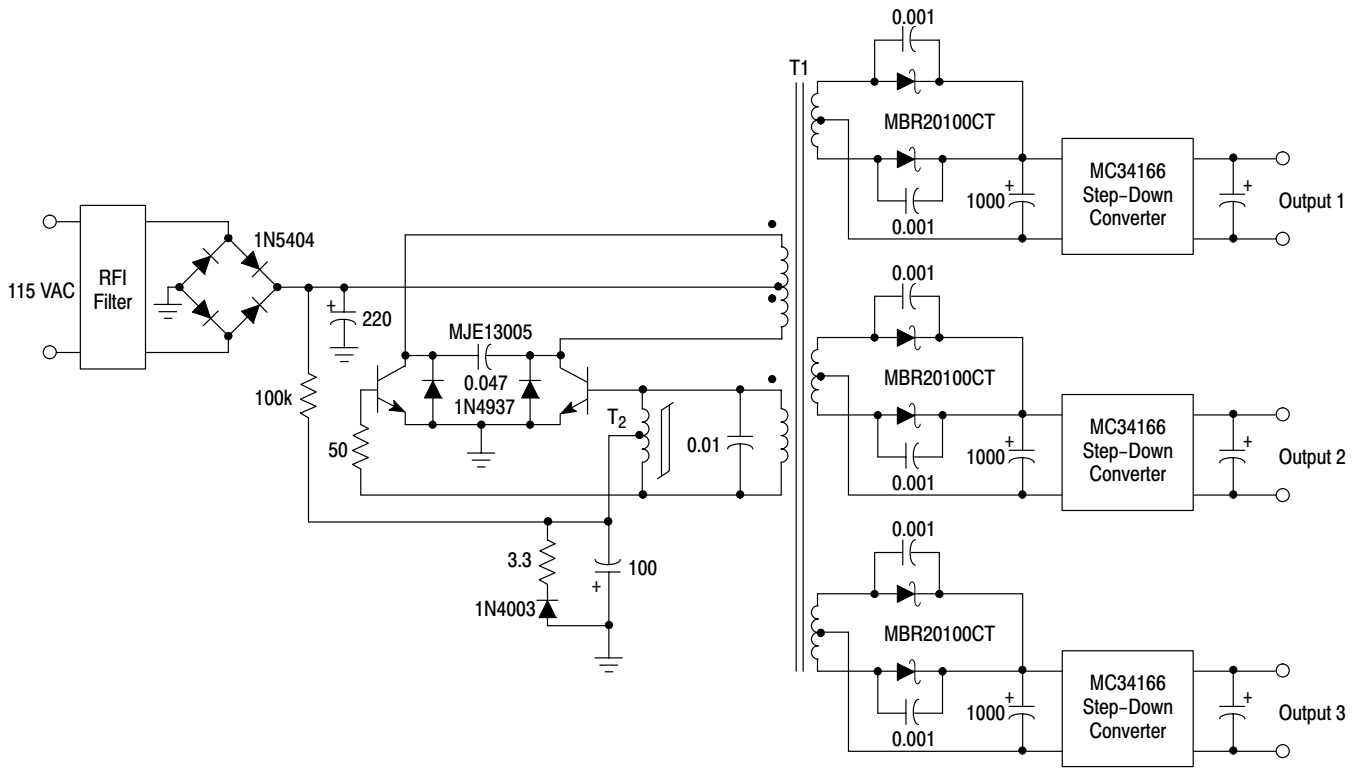 115 VAC
RFI
Filter
1N5404
+
220
100k
MJE13005
0.047
1N4937
50
T2
0.01
3.3
1N4003
100
+
T1
0.001
MBR20100CT
0.001
1000
+
MC34166
Step-Down
Converter
+
Output 1
0.001
MBR20100CT
0.001
1000
+
MC34166
Step-Down
Converter
+
Output 2
0.001
MBR20100CT
0.001
1000
+
MC34166
Step-Down
Converter
+
Output 3